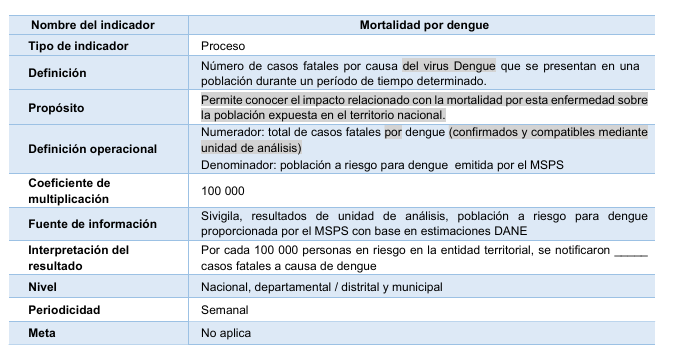 Nombre del indicador Mortalidad por dengue
Tipo de indicador Proceso
Definición Número de casos fatales por causa del virus Dengue que se presentan en una
población durante un período de tiempo determinado.
Propósito Permite conocer el impacto relacionado con la mortalidad por esta enfermedad sobre
la población expuesta en el territorio nacional.
Definición operacional Numerador: total de casos fatales por dengue (confirmados y compatibles mediante
unidad de análisis)
Denominador: población a riesgo para dengue emitida por el MSPS
Coeficiente de
multiplicación 100 000
Fuente de información Sivigila, resultados de unidad de análisis, población a riesgo para dengue
proporcionada por el MSPS con base en estimaciones DANE
Interpretación del Por cada 100 000 personas en riesgo en la entidad territorial, se notificaron _____
resultado casos fatales a causa de dengue
Nivel Nacional, departamental / distrital y municipal
Periodicidad Semanal
Meta No aplica